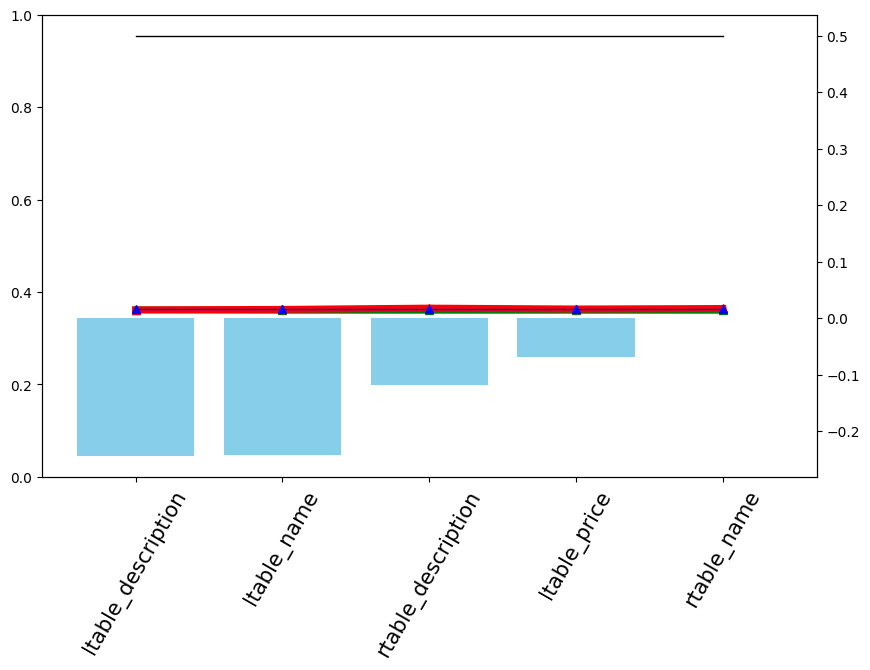 1.0
0.8
0.6
0.4
0.2
0.0
0.5
0.4
0.3
0.2
0.1
0.0
−0.1
−0.2
ltable_description
ltable_name
rtable_description
ltable_price
rtable_name